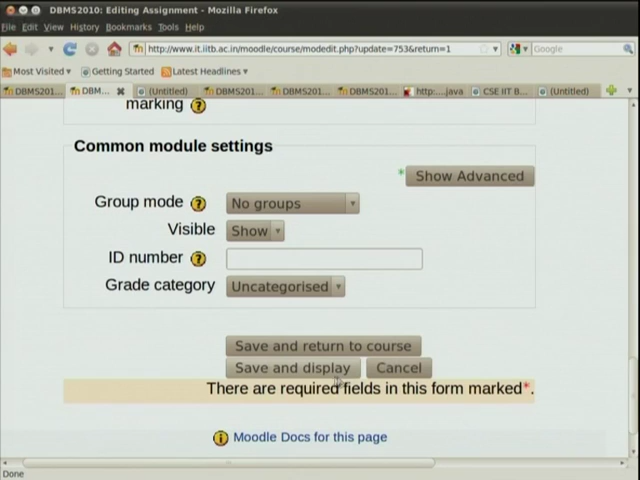 DBMS2010: Editing Assignment - Mozilla Firefox
File Edit View History Bookmarks Tools Help
http://www.it.iitb.ac.in/moodle/course/modedit.php?update=753&return=1
Google
Most Visited Getting Started Latest Headlines
DBMS201... DBM... (Untitled) DBMS201... DBMS201... DBMS201... http:...java CSE IIT B... (Untitled)
marking
Common module settings
* Show Advanced
Group mode No groups
Visible Show
ID number
Grade category Uncategorised
Save and return to course
Save and display Cancel
There are required fields in this form marked*.
Moodle Docs for this page
Done